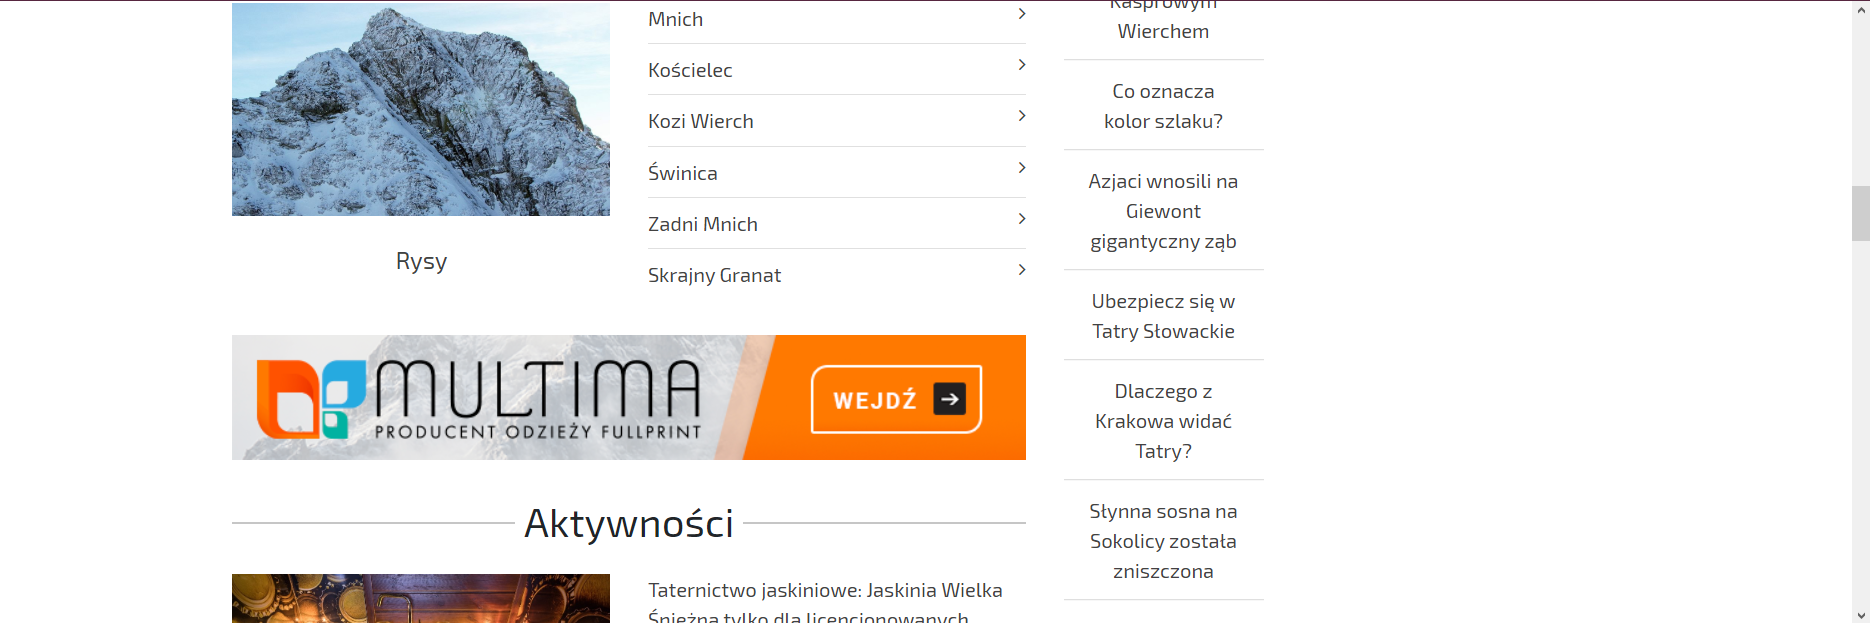 Rysy
Mnich
Kościelec
Kozi Wierch
Świnica
Zadni Mnich
Skrajny Granat
MULTIMA
PRODUCENT ODZIEŻY FULLPRINT
WEJDŹ
Aktywności
Taternictwo jaskiniowe: Jaskinia Wielka
Śnieżna tylko dla licencjonowanych
Kasprowym
Wierchem
Co oznacza
kolor szlaku?
Azjaci wnosili na
Giewont
gigantyczny ząb
Ubezpiecz się w
Tatry Słowackie
Dlaczego z
Krakowa widać
Tatry?
Słynna sosna na
Sokolicy została
zniszczona